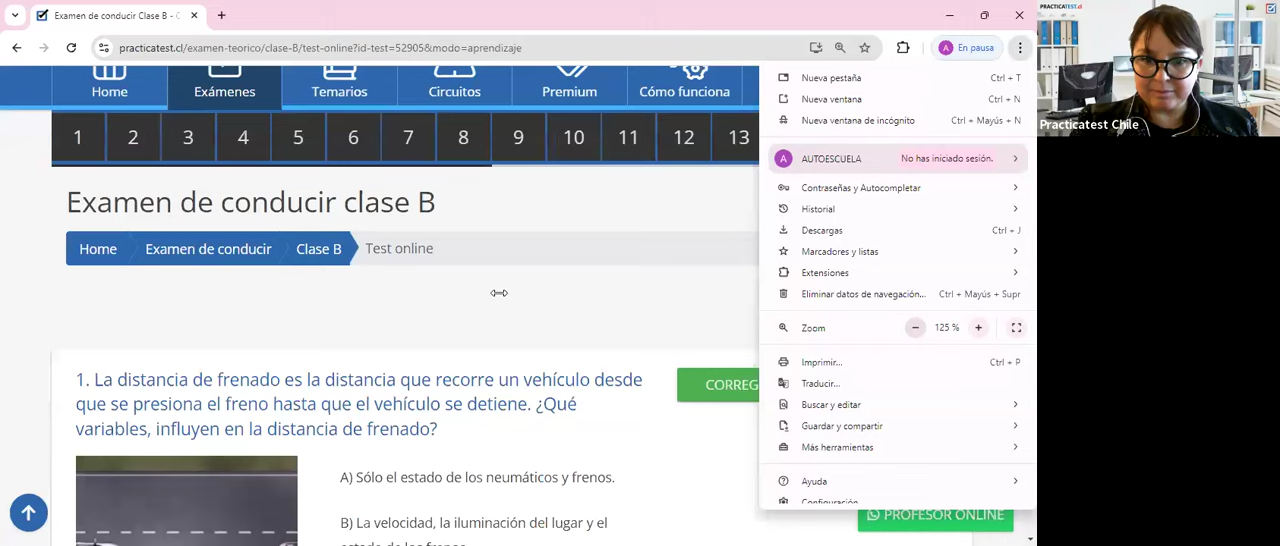 Examen de conducir Clase B - C
practicatest.cl/examen-teorico/clase-B/test-online?id-test=52905&modo=aprendizaje
A En pausa
Home
Exámenes
Temarios
Circuitos
Premium
Cómo funciona
1 2 3 4 5 6 7 8 9 10 11 12 13
Examen de conducir clase B
Home
Examen de conducir
Clase B
Test online
1. La distancia de frenado es la distancia que recorre un vehículo desde
que se presiona el freno hasta que el vehículo se detiene. ¿Qué
variables, influyen en la distancia de frenado?
CORREG
A) Sólo el estado de los neumáticos y frenos.
B) La velocidad, la iluminación del lugar y el
PROFESOR ONLINE
Nueva pestaña Ctrl + T
Nueva ventana Ctrl + N
Nueva ventana de incógnito Ctrl + Mayús + N
A AUTOESCUELA No has iniciado sesión.
Contraseñas y Autocompletar
Historial
Descargas Ctrl + J
Marcadores y listas
Extensiones
Eliminar datos de navegación... Ctrl + Mayús + Supr
Zoom − 125 % +
Imprimir... Ctrl + P
Traducir...
Buscar y editar
Guardar y compartir
Más herramientas
Ayuda
Configuración
PRACTICATEST.cl
Practicatest Chile